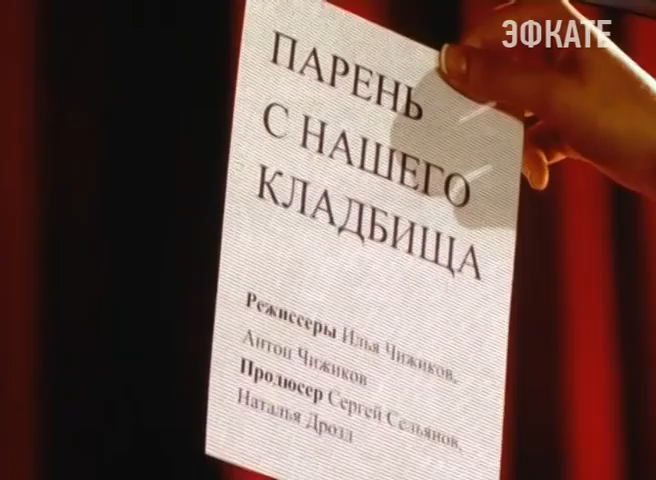 ЭФКАТЕ
ПАРЕНЬ
С НАШЕГО
КЛАДБИЩА
Режиссеры Илья Чижиков,
Антон Чижиков
Продюсер Сергей Сельянов,
Наталья Дрозд